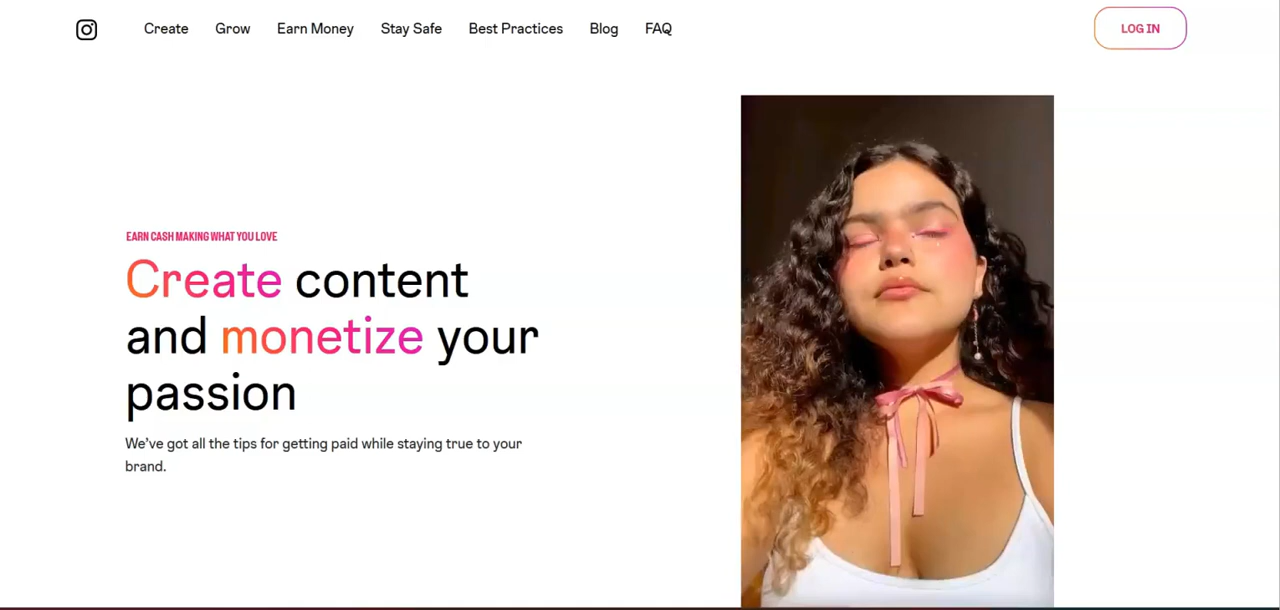 Create Grow Earn Money Stay Safe Best Practices Blog FAQ LOG IN
EARN CASH MAKING WHAT YOU LOVE
Create content
and monetize your
passion
We've got all the tips for getting paid while staying true to your
brand.